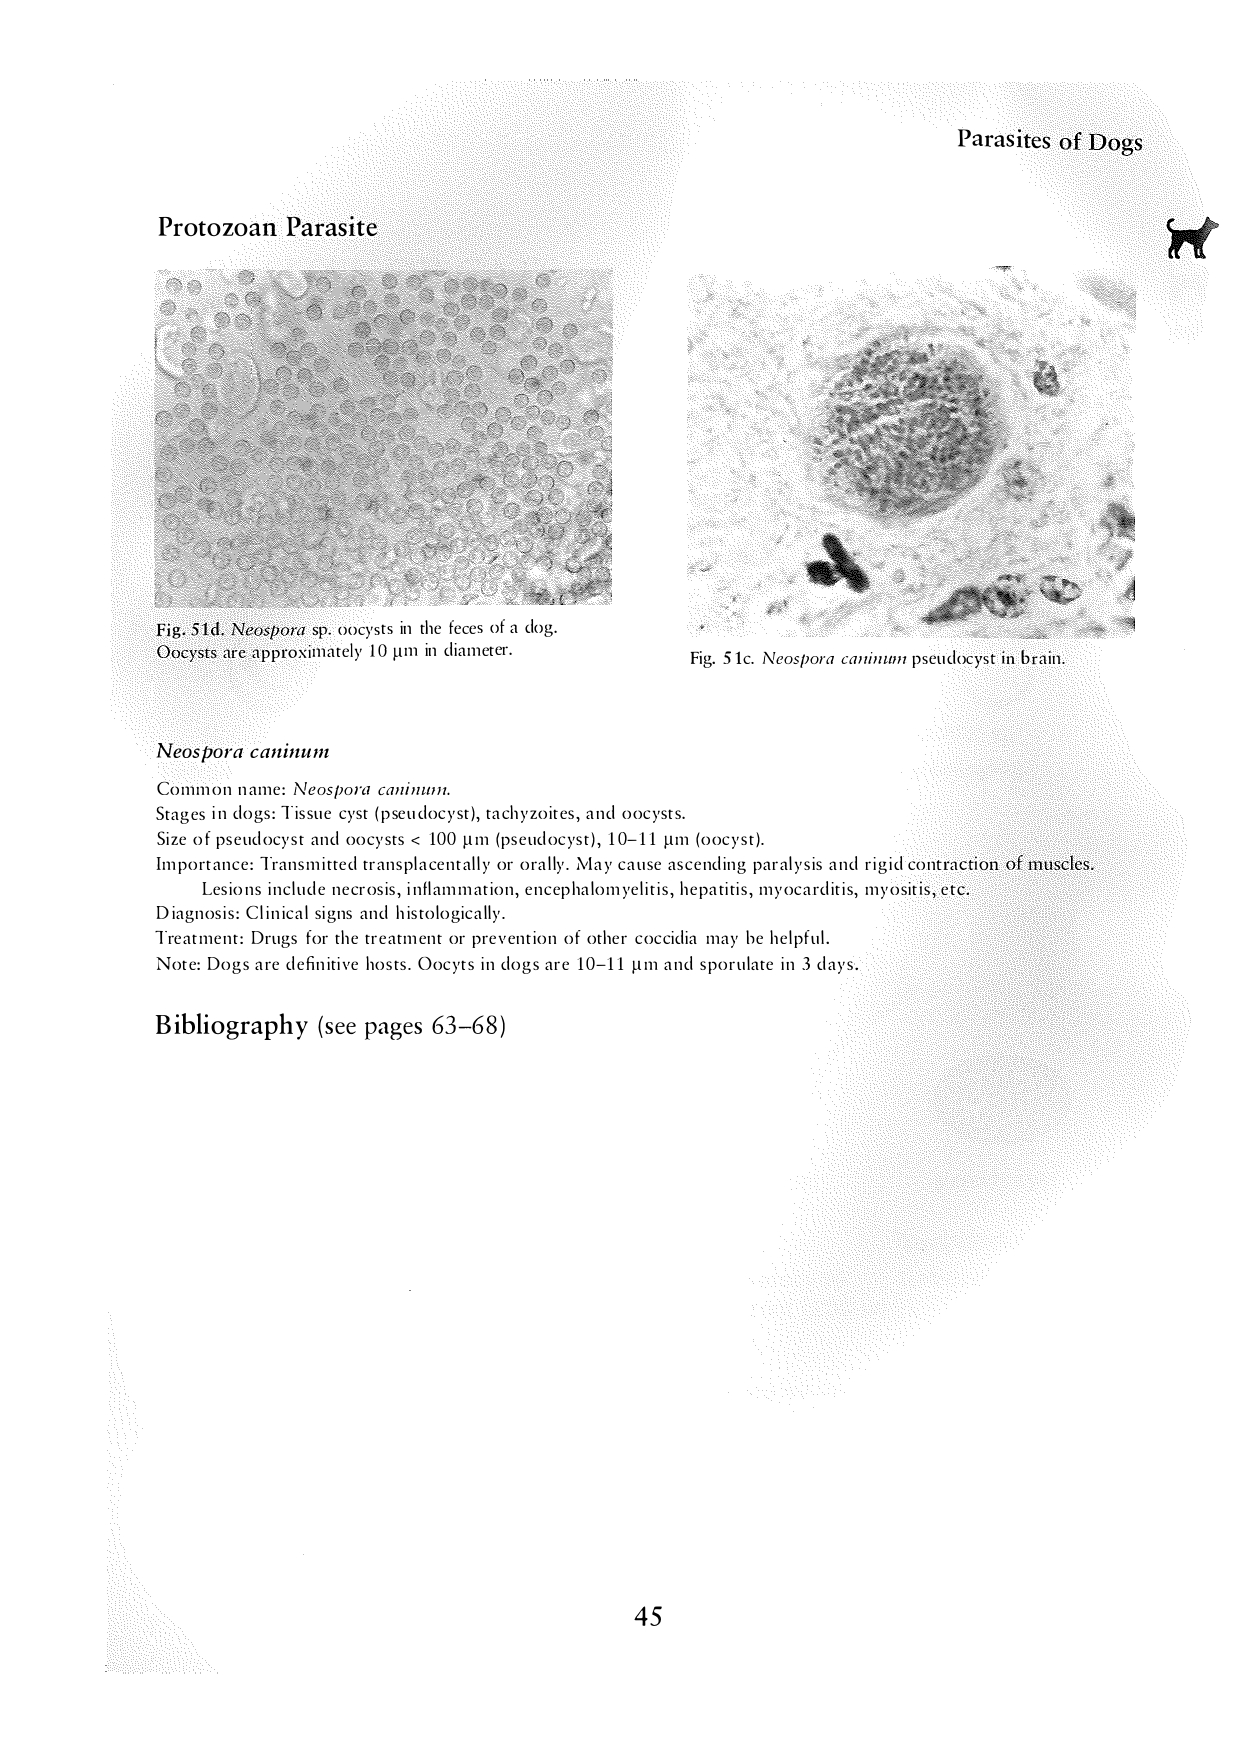 Parasites of Dogs
Protozoan Parasite
Fig. 51d. Neospora sp. oocysts in the feces of a dog.
Oocysts are approximately 10 µm in diameter.
Fig. 51c. Neospora caninum pseudocyst in brain.
Neospora caninum
Common name: Neospora caninum.
Stages in dogs: Tissue cyst (pseudocyst), tachyzoites, and oocysts.
Size of pseudocyst and oocysts < 100 µm (pseudocyst), 10–11 µm (oocyst).
Importance: Transmitted transplacentally or orally. May cause ascending paralysis and rigid contraction of muscles.
Lesions include necrosis, inflammation, encephalomyelitis, hepatitis, myocarditis, myositis, etc.
Diagnosis: Clinical signs and histologically.
Treatment: Drugs for the treatment or prevention of other coccidia may be helpful.
Note: Dogs are definitive hosts. Oocyts in dogs are 10–11 µm and sporulate in 3 days.
Bibliography (see pages 63–68)
45